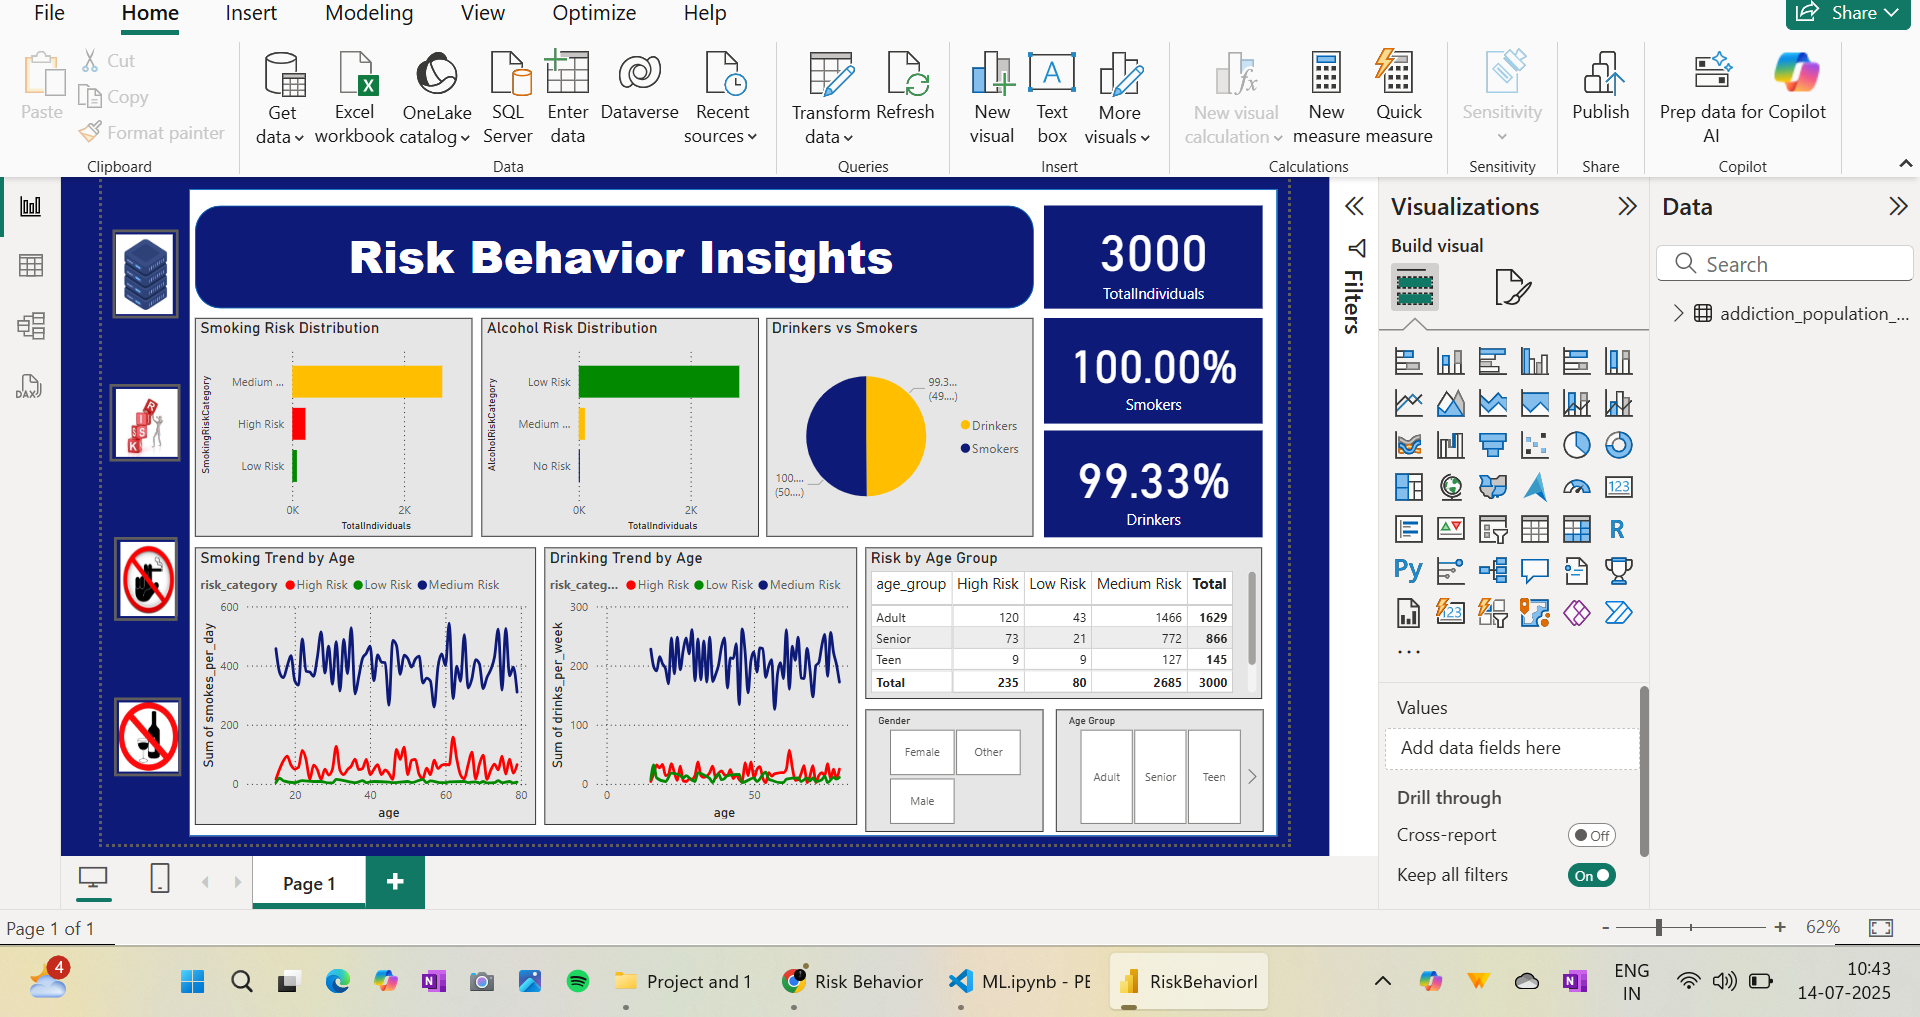 File Home Insert Modeling View Optimize Help Share
Paste
Cut
Copy
Format painter
Clipboard
Get data
Excel workbook
OneLake catalog
SQL Server
Enter data
Dataverse
Recent sources
Data
Transform data
Refresh
Queries
New visual
Text box
More visuals
Insert
New visual calculation
New measure
Quick measure
Calculations
Sensitivity
Sensitivity
Publish
Share
Prep data for AI
Copilot
Copilot
Risk Behavior Insights
3000
TotalIndividuals
100.00%
Smokers
99.33%
Drinkers
Smoking Risk Distribution
SmokingRiskCategory
Medium ...
High Risk
Low Risk
0K 2K
TotalIndividuals
Alcohol Risk Distribution
AlcoholRiskCategory
Low Risk
Medium ...
No Risk
0K 2K
TotalIndividuals
Drinkers vs Smokers
99.3...
(49....)
100....
(50....)
Drinkers
Smokers
Smoking Trend by Age
risk_category High Risk Low Risk Medium Risk
Sum of smokes_per_day
600
400
200
0
20 40 60 80
age
Drinking Trend by Age
risk_categ... High Risk Low Risk Medium Risk
Sum of drinks_per_week
300
200
100
0
0 50
age
Risk by Age Group
age_group High Risk Low Risk Medium Risk Total
Adult 120 43 1466 1629
Senior 73 21 772 866
Teen 9 9 127 145
Total 235 80 2685 3000
Gender
Female Other
Male
Age Group
Adult Senior Teen
RISK
Filters
Visualizations
Build visual
123
R
Py
123
...
Values
Add data fields here
Drill through
Cross-report Off
Keep all filters On
Data
Search
addiction_population_...
DAX
Page 1
Page 1 of 1
- + 62%
4
Project and 1
Risk Behavior
ML.ipynb - PE
RiskBehaviorI
ENG
IN
10:43
14-07-2025